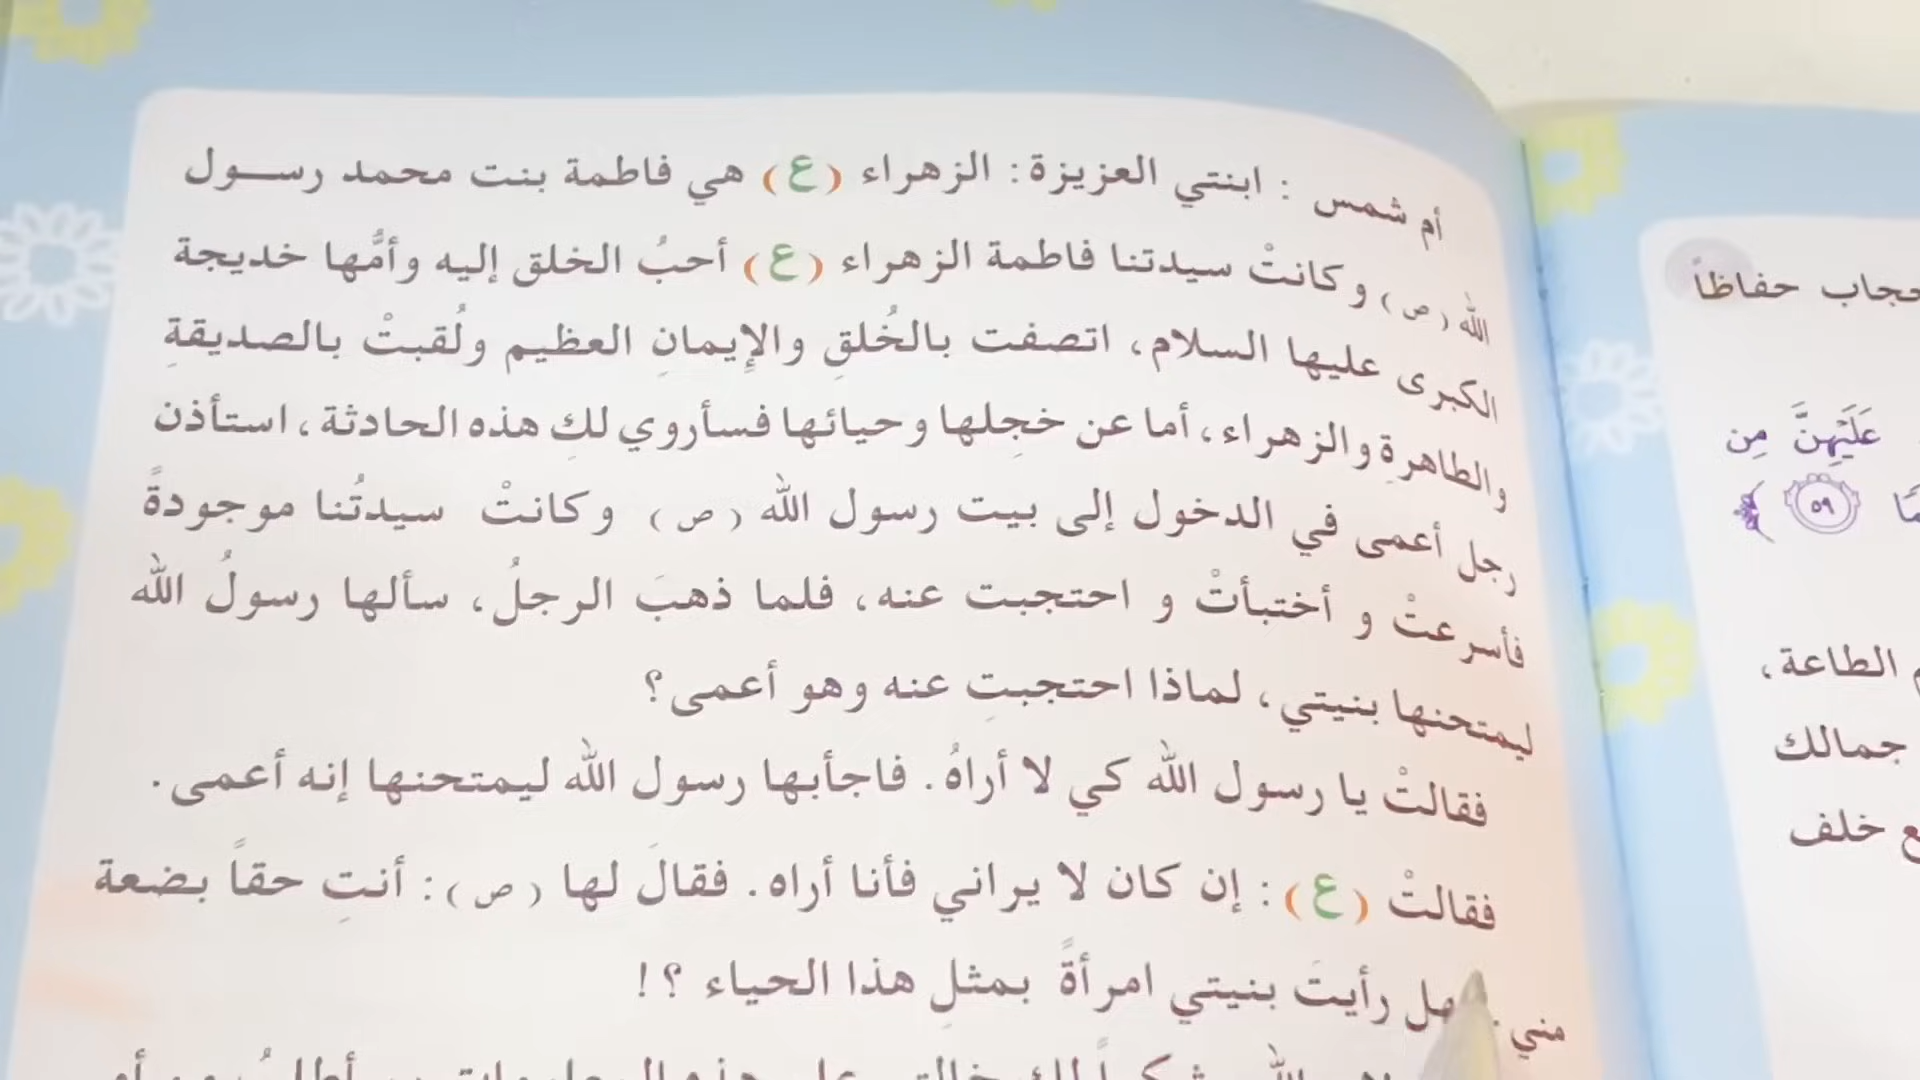 أم شمس : ابنتي العزيزة : الزهراء (ع) هي فاطمة بنت محمد رسول
الله (ص) وكانتْ سيدتنا فاطمة الزهراء (ع) أحبُ الخلق إليه وأمُّها خديجة
الكبرى عليها السلام، اتصفت بالخُلقِ والإيمانِ العظيم ولُقبتْ بالصديقةِ
والطاهرةِ والزهراء، أما عن خجلِها وحيائها فسأروي لكِ هذه الحادثة، استأذن
رجل أعمى في الدخول إلى بيت رسول الله (ص) وكانتْ سيدتُنا موجودةً
فأسرعتْ و أختبأتْ و احتجبت عنه، فلما ذهبَ الرجلُ، سألها رسولُ الله
ليمتحنها بنيتي، لماذا احتجبتِ عنه وهو أعمى؟
فقالتْ يا رسول الله كي لا أراهُ. فاجأبها رسول الله ليمتحنها إنه أعمى.
فقالتْ (ع) : إن كان لا يراني فأنا أراه. فقالَ لها (ص) : أنتِ حقاً بضعة
مني. هل رأيتَ بنيتي امرأةً بمثلِ هذا الحياء ؟!
حجاب حفاظاً
عَلَيْهِنَّ مِن
٥٩
الطاعة،
جمالك
خلف